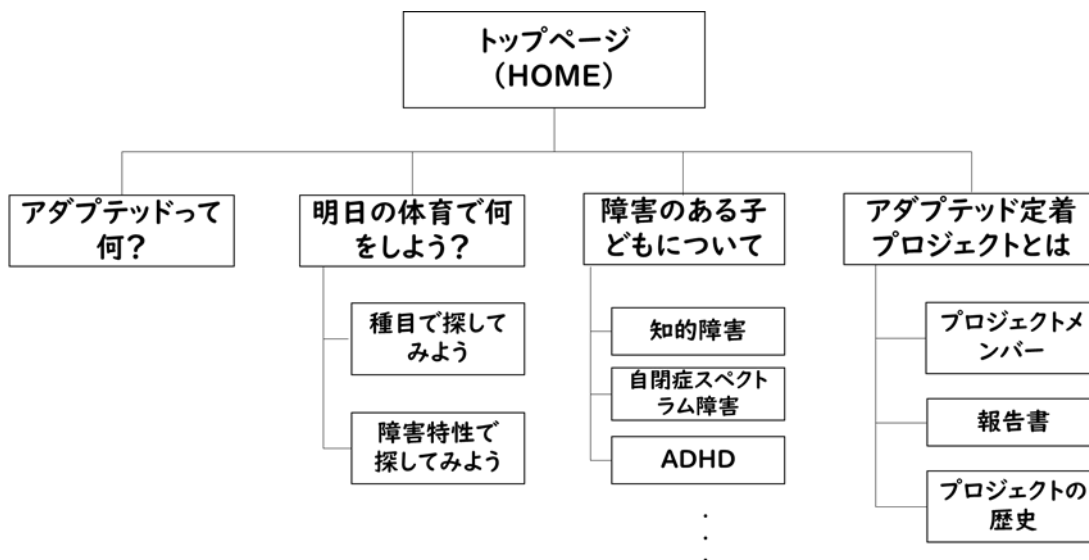 トップページ
(HOME)
アダプテッドって
何?
明日の体育で何
をしよう?
種目で探して
みよう
障害特性で
探してみよう
障害のある子
どもについて
知的障害
自閉症スペクト
ラム障害
ADHD
・
・
・
アダプテッド定着
プロジェクトとは
プロジェクトメ
ンバー
報告書
プロジェクトの
歴史